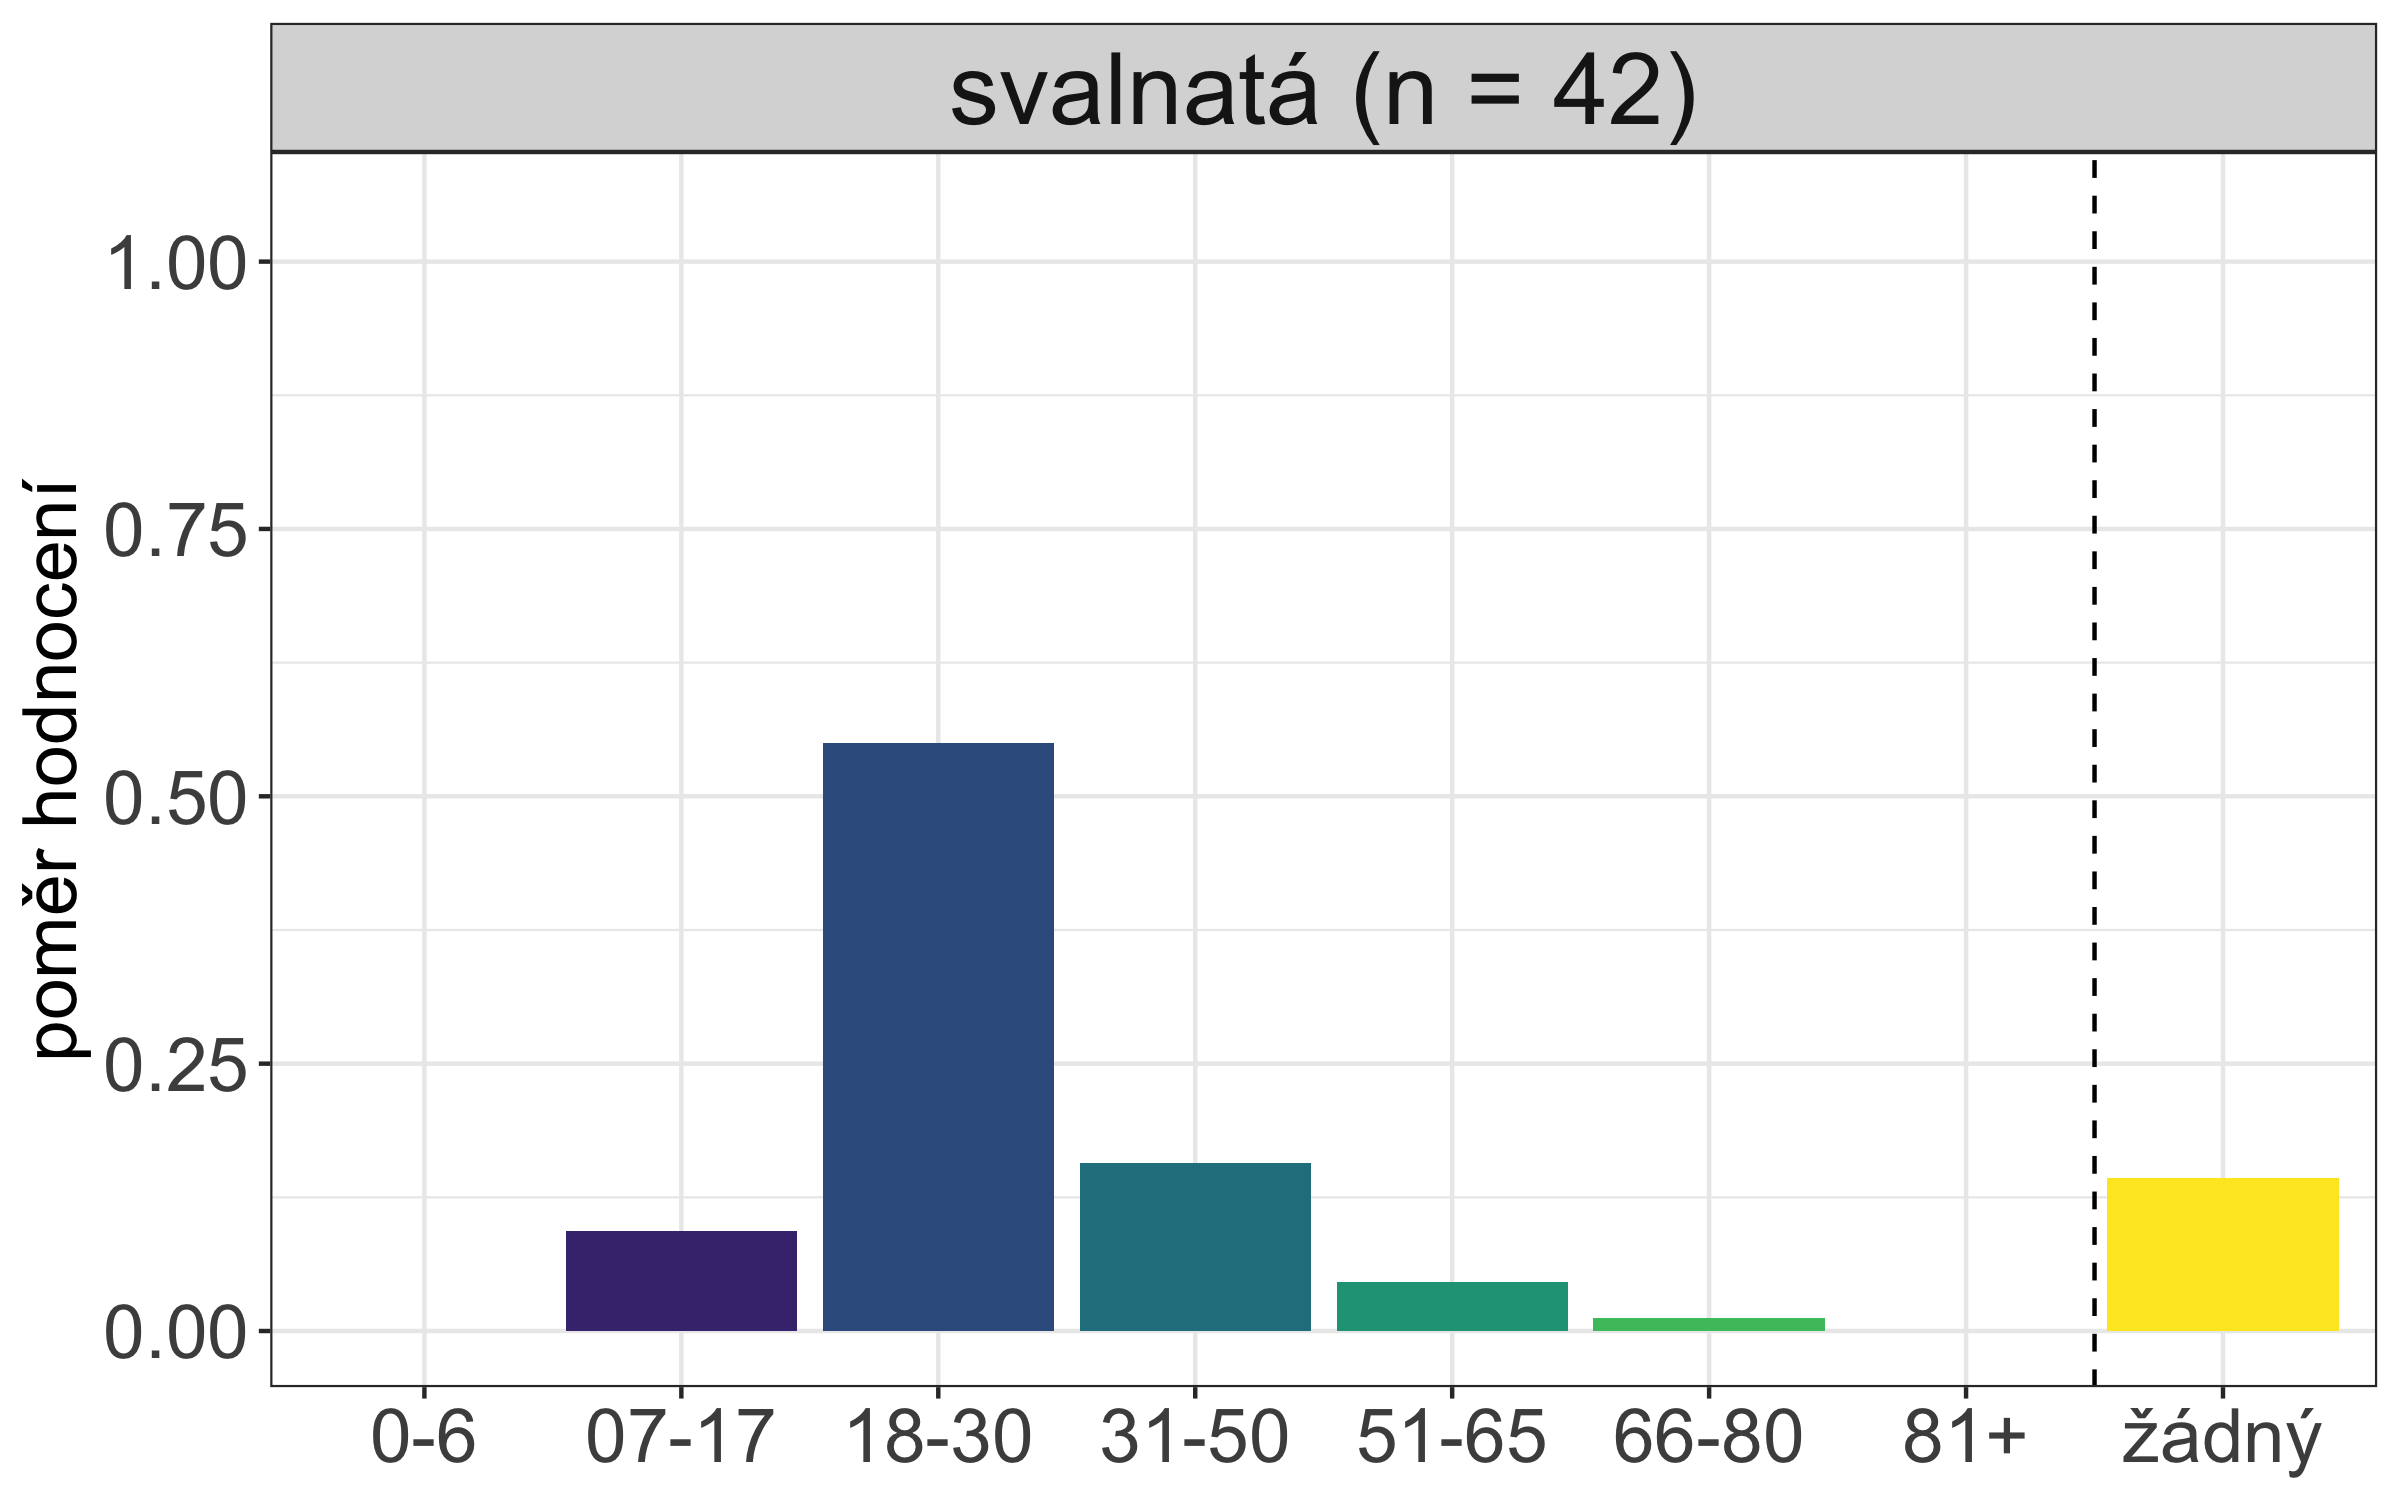 svalnatá (n = 42)
poměr hodnocení
1.00
0.75
0.50
0.25
0.00
0-6 07-17 18-30 31-50 51-65 66-80 81+ žádný